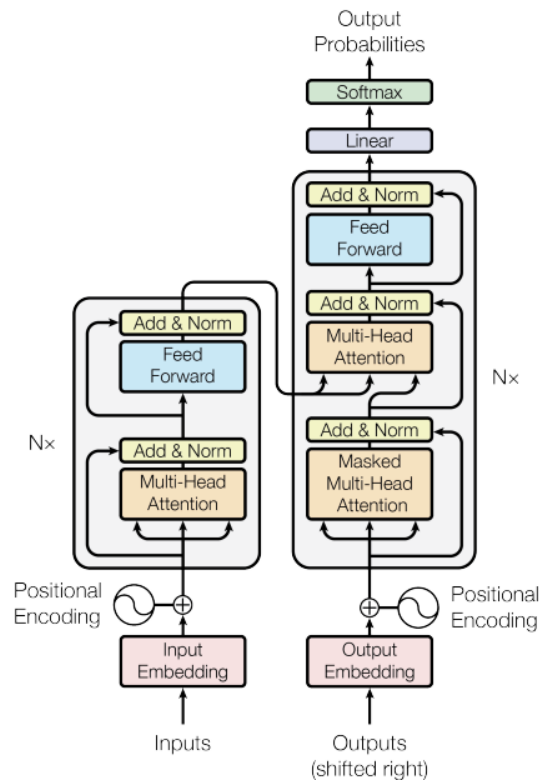 Output
Probabilities
Softmax
Linear
Add & Norm
Feed
Forward
Add & Norm
Multi-Head
Attention
Add & Norm
Masked
Multi-Head
Attention
N×
Add & Norm
Feed
Forward
Add & Norm
Multi-Head
Attention
N×
Positional
Encoding
Positional
Encoding
Input
Embedding
Output
Embedding
Inputs
Outputs
(shifted right)